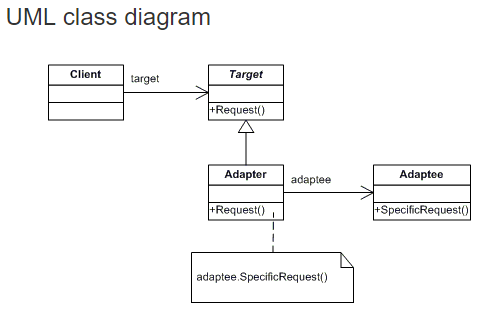 UML class diagram
Client
target
Target
+Request()
Adapter
adaptee
Adaptee
+Request()
+SpecificRequest()
adaptee.SpecificRequest()